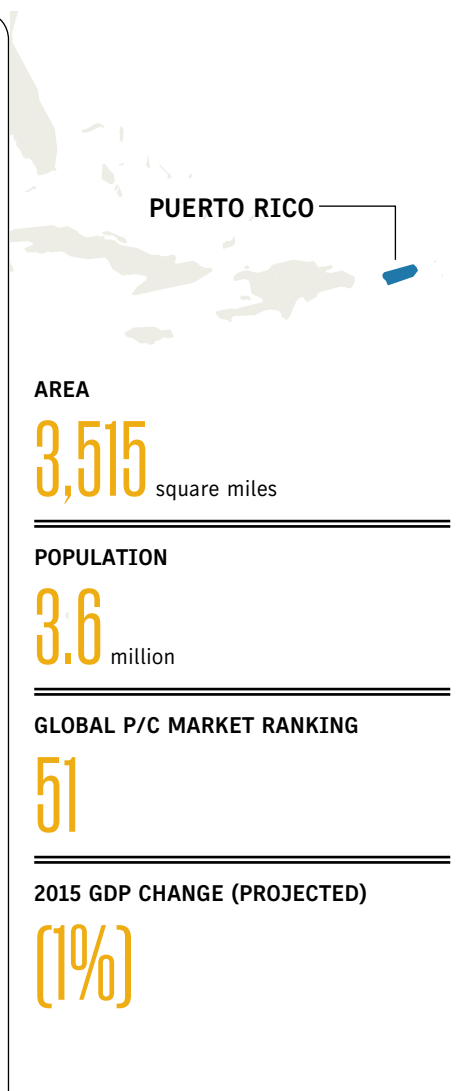 PUERTO RICO
AREA
3,515 square miles
POPULATION
3.6 million
GLOBAL P/C MARKET RANKING
51
2015 GDP CHANGE (PROJECTED)
(1%)